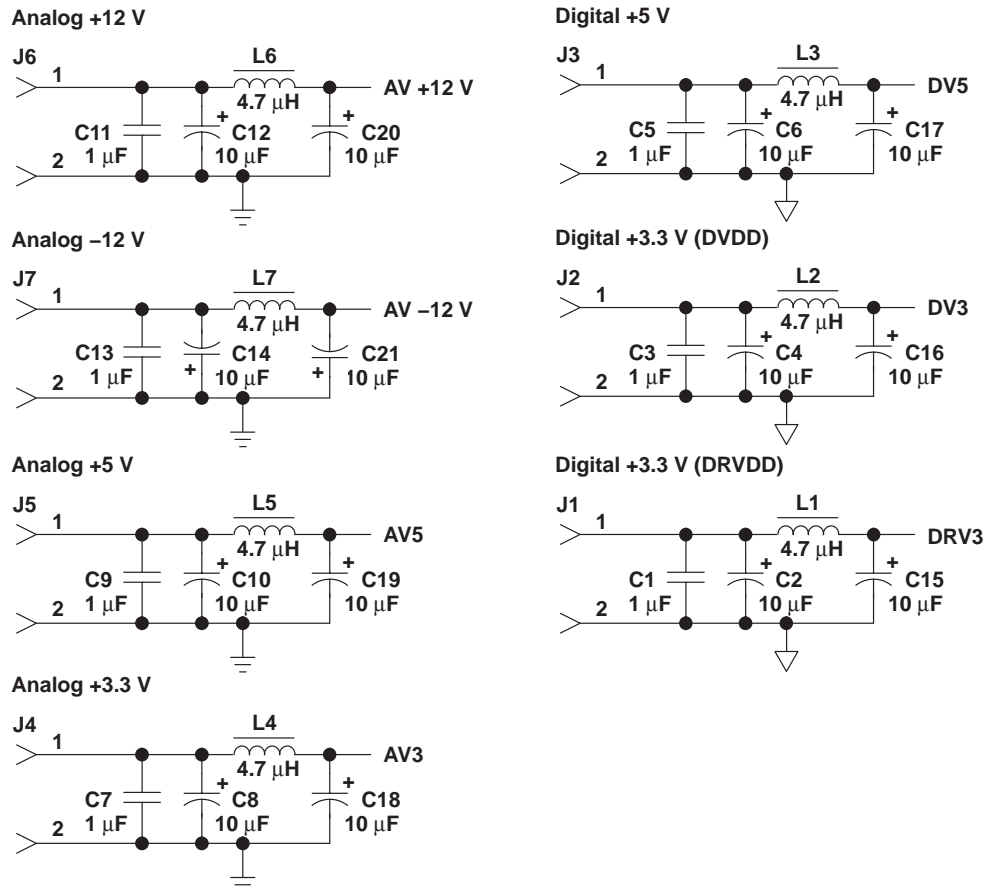 Analog +12 V
J6
1
L6
4.7 μH
AV +12 V
C11
1 μF
+
C12
10 μF
+
C20
10 μF
2
Analog –12 V
J7
1
L7
4.7 μH
AV –12 V
C13
1 μF
+
C14
10 μF
+
C21
10 μF
2
Analog +5 V
J5
1
L5
4.7 μH
AV5
C9
1 μF
+
C10
10 μF
+
C19
10 μF
2
Analog +3.3 V
J4
1
L4
4.7 μH
AV3
C7
1 μF
+
C8
10 μF
+
C18
10 μF
2
Digital +5 V
J3
1
L3
4.7 μH
DV5
C5
1 μF
+
C6
10 μF
+
C17
10 μF
2
Digital +3.3 V (DVDD)
J2
1
L2
4.7 μH
DV3
C3
1 μF
+
C4
10 μF
+
C16
10 μF
2
Digital +3.3 V (DRVDD)
J1
1
L1
4.7 μH
DRV3
C1
1 μF
+
C2
10 μF
+
C15
10 μF
2